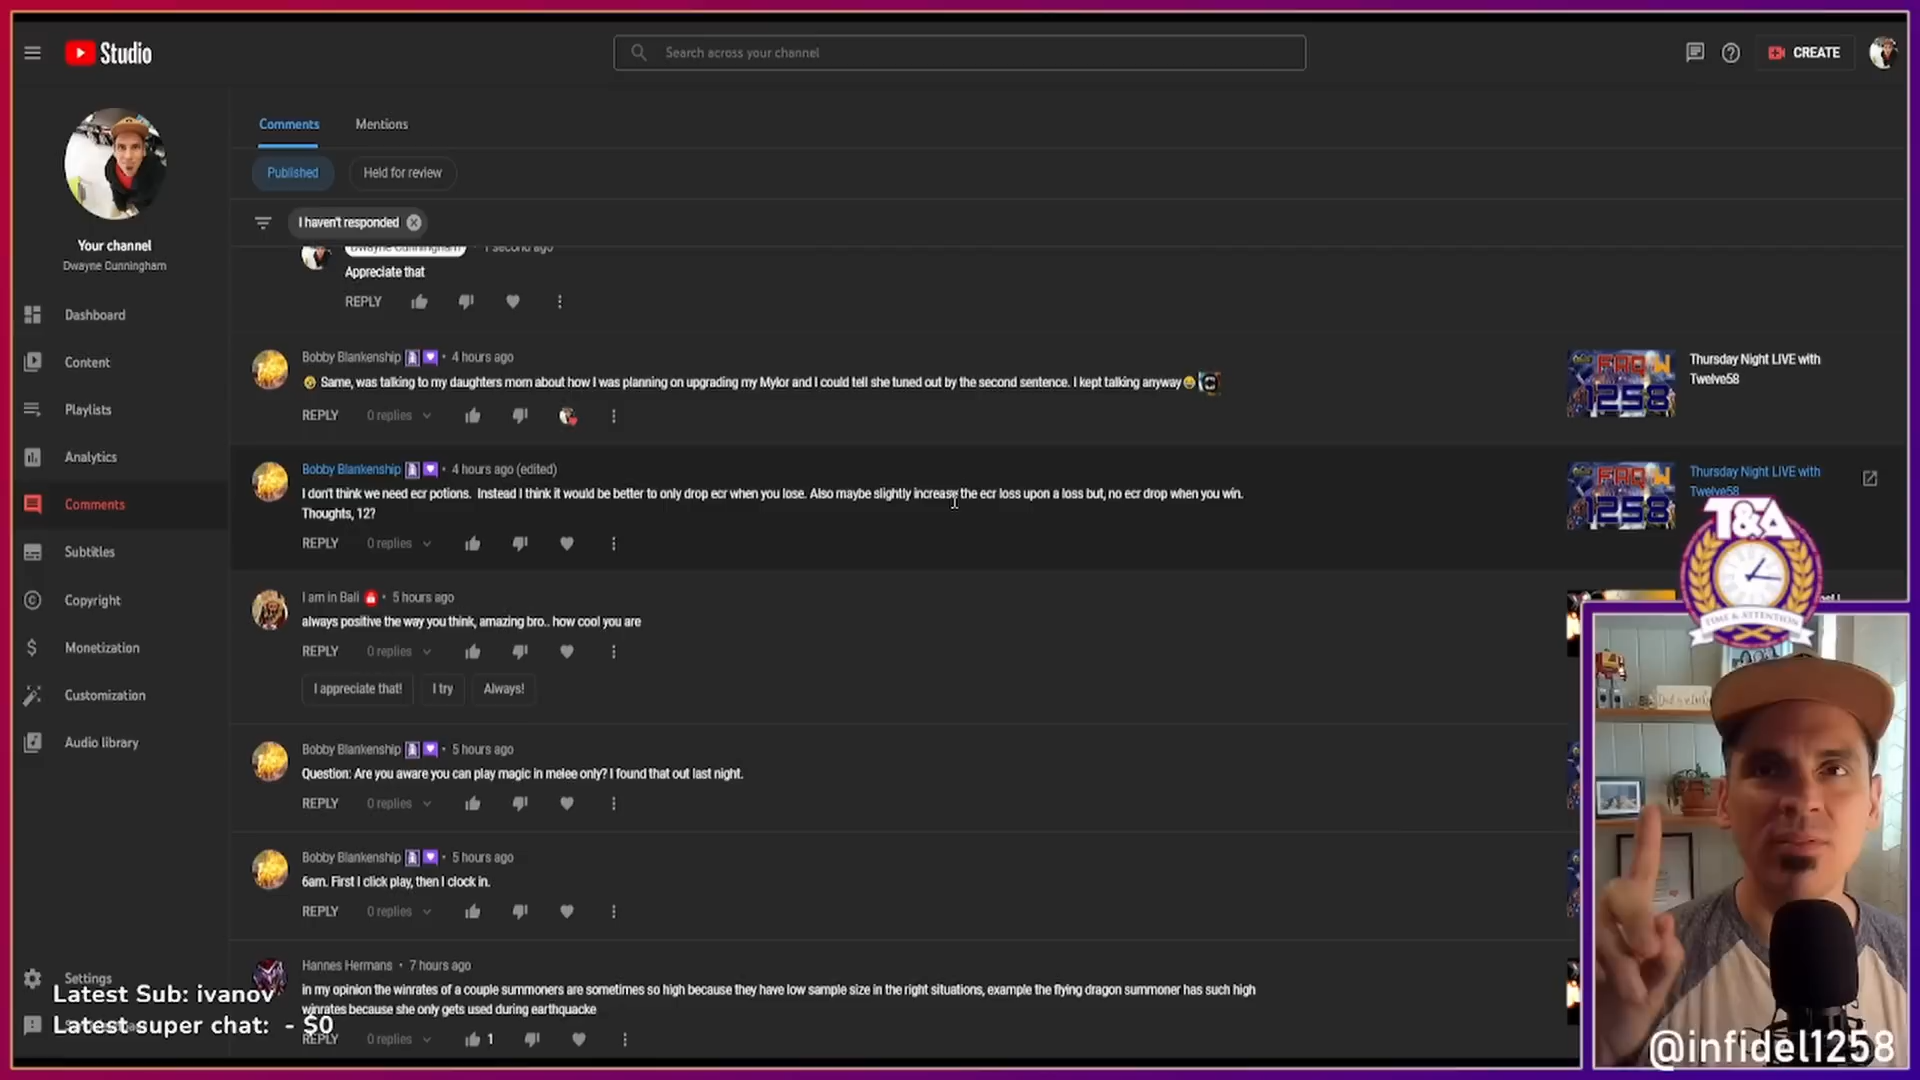 Studio
Search across your channel
CREATE
Comments
Mentions
Published
Held for review
I haven't responded
Your channel
Dwayne Cunningham
Dashboard
Content
Playlists
Analytics
Comments
Subtitles
Copyright
Monetization
Customization
Audio library
Settings
Latest Sub: ivanov
Latest super chat: - $0
Dwayne Cunningham • 1 second ago
Appreciate that
REPLY
Bobby Blankenship • 4 hours ago
🤣 Same, was talking to my daughters mom about how I was planning on upgrading my Mylor and I could tell she tuned out by the second sentence. I kept talking anyway😅
REPLY 0 replies
Thursday Night LIVE with
Twelve58
FAQ W
1258
Bobby Blankenship • 4 hours ago (edited)
I don't think we need ecr potions. Instead I think it would be better to only drop ecr when you lose. Also maybe slightly increase the ecr loss upon a loss but, no ecr drop when you win.
Thoughts, 12?
REPLY 0 replies
Thursday Night LIVE with
Twelve58
FAQ W
1258
I am in Bali • 5 hours ago
always positive the way you think, amazing bro.. how cool you are
REPLY 0 replies
I appreciate that!
I try
Always!
Bobby Blankenship • 5 hours ago
Question: Are you aware you can play magic in melee only? I found that out last night.
REPLY 0 replies
Bobby Blankenship • 5 hours ago
6am. First I click play, then I clock in.
REPLY 0 replies
Hannes Hermans • 7 hours ago
in my opinion the winrates of a couple summoners are sometimes so high because they have low sample size in the right situations, example the flying dragon summoner has such high
winrates because she only gets used during earthquacke
REPLY 0 replies 1
T&A
TIME & ATTENTION
@infidel1258